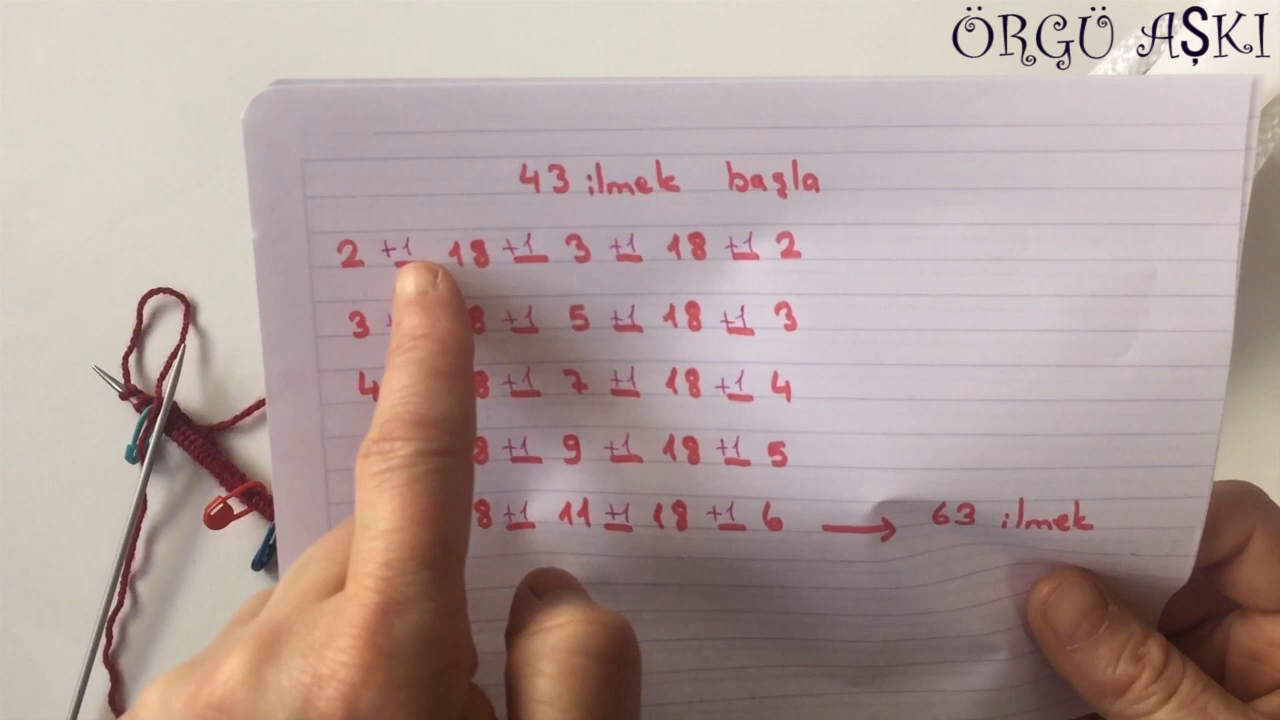 ÖRGÜ AŞKI
43 ilmek başla
2 +1 18 +1 3 +1 18 +1 2
3 8 +1 5 +1 18 +1 3
4 8 +1 7 +1 18 +1 4
8 +1 9 +1 18 +1 5
8 +1 11 +1 18 +1 6 → 63 ilmek